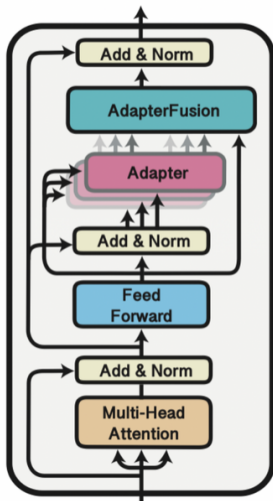 Add & Norm
AdapterFusion
Adapter
Add & Norm
Feed
Forward
Add & Norm
Multi-Head
Attention